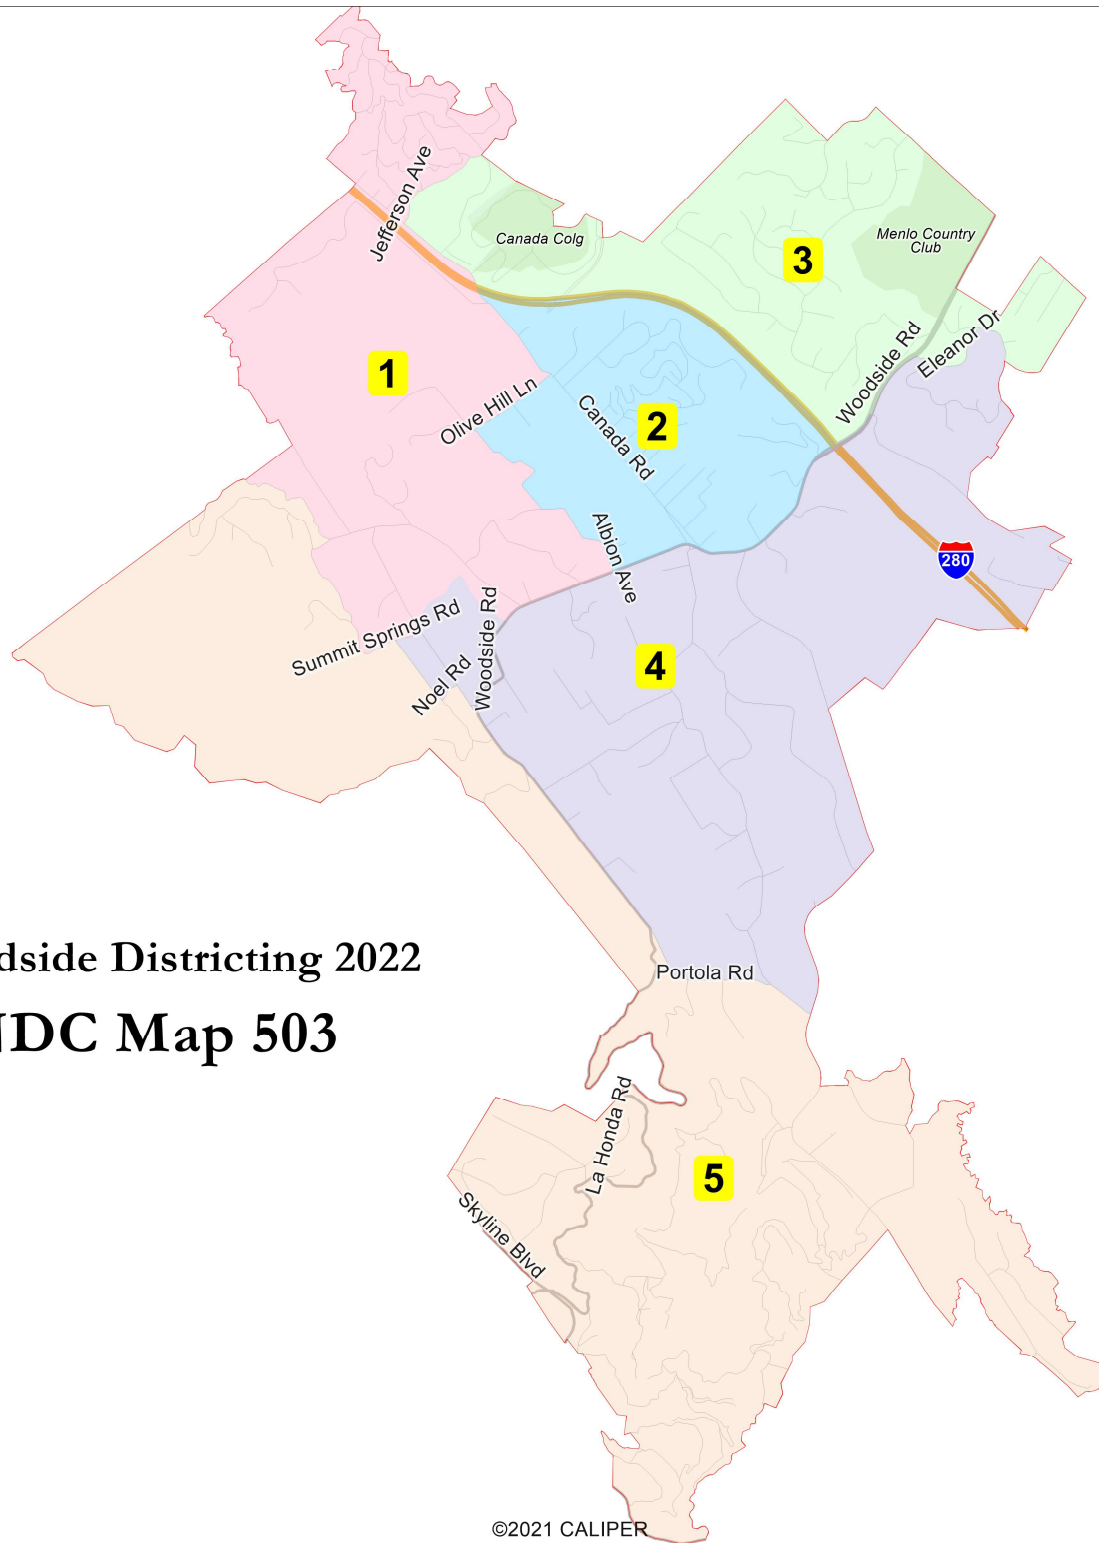 Jefferson Ave
Canada Colg
Menlo Country
Club
3
Eleanor Dr
Woodside Rd
1
Olive Hill Ln
Canada Rd
2
Albion Ave
280
Summit Springs Rd
Noel Rd
Woodside Rd
4
dside Districting 2022
Portola Rd
DC Map 503
La Honda Rd
5
Skyline Blvd
©2021 CALIPER